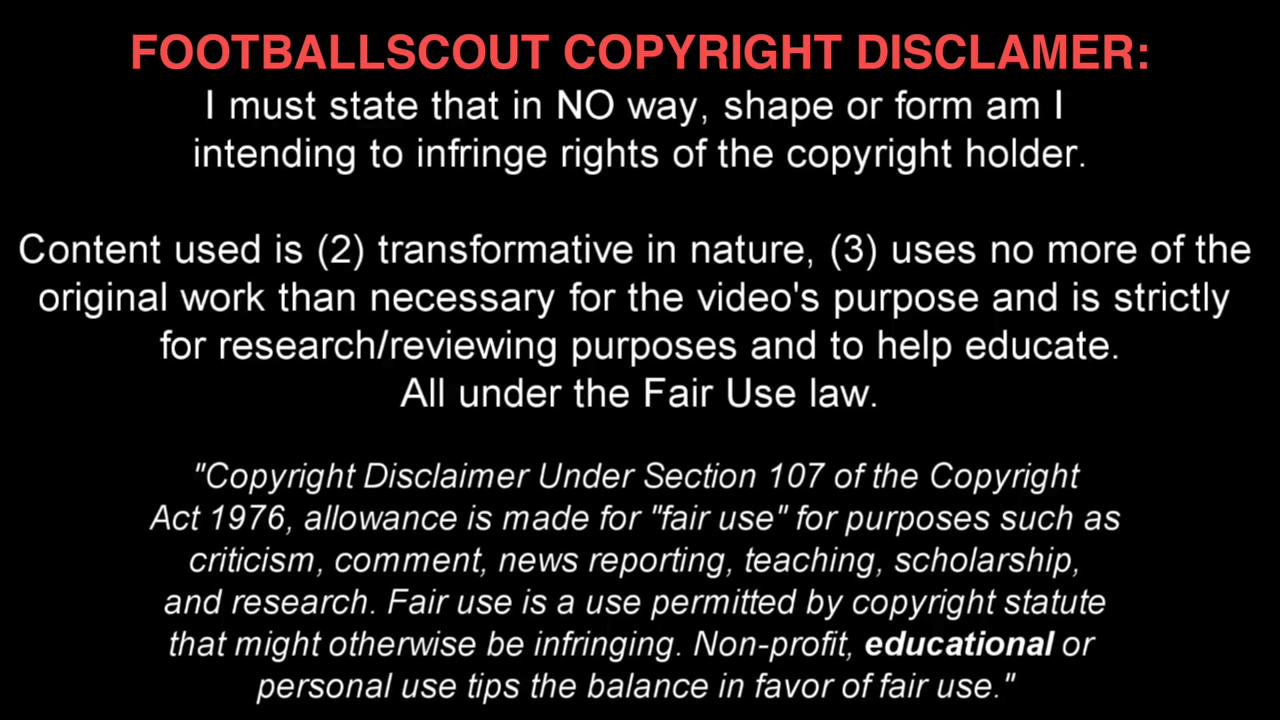 FOOTBALLSCOUT COPYRIGHT DISCLAMER:
I must state that in NO way, shape or form am I
intending to infringe rights of the copyright holder.
Content used is (2) transformative in nature, (3) uses no more of the
original work than necessary for the video's purpose and is strictly
for research/reviewing purposes and to help educate.
All under the Fair Use law.
"Copyright Disclaimer Under Section 107 of the Copyright
Act 1976, allowance is made for "fair use" for purposes such as
criticism, comment, news reporting, teaching, scholarship,
and research. Fair use is a use permitted by copyright statute
that might otherwise be infringing. Non-profit, educational or
personal use tips the balance in favor of fair use."